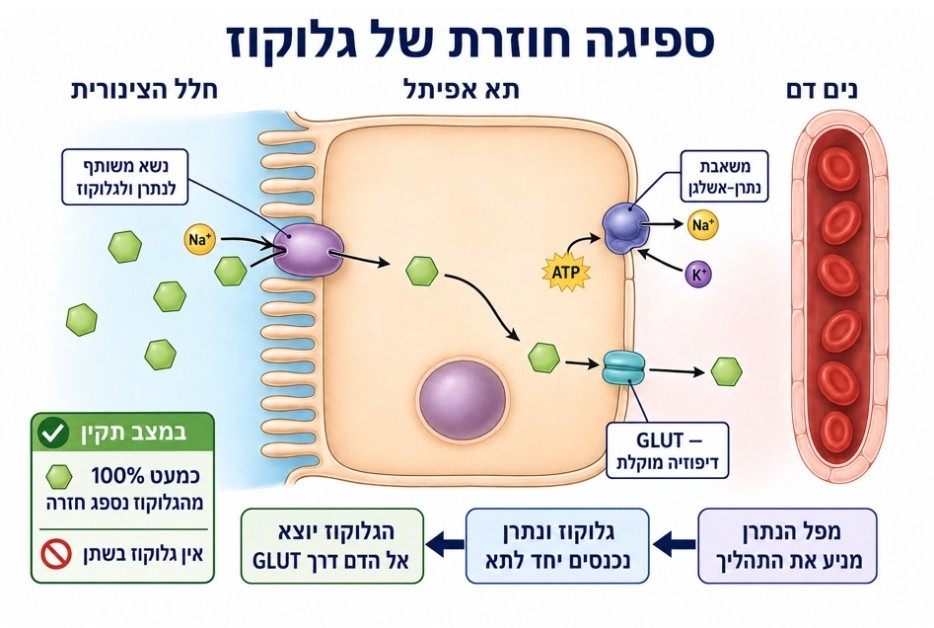 ספיגה חוזרת של גלוקוז
נים דם
תא אפיתל
חלל הצינורית
נשא משותף
לנתרן ולגלוקוז
משאבת
נתרן-אשלגן
Na⁺
Na⁺
ATP
K⁺
GLUT –
דיפוזיה מוקלת
במצב תקין
כמעט 100%
מהגלוקוז נספג חזרה
אין גלוקוז בשתן
מפל הנתרן
מניע את התהליך
גלוקוז ונתרן
נכנסים יחד לתא
הגלוקוז יוצא
אל הדם דרך GLUT